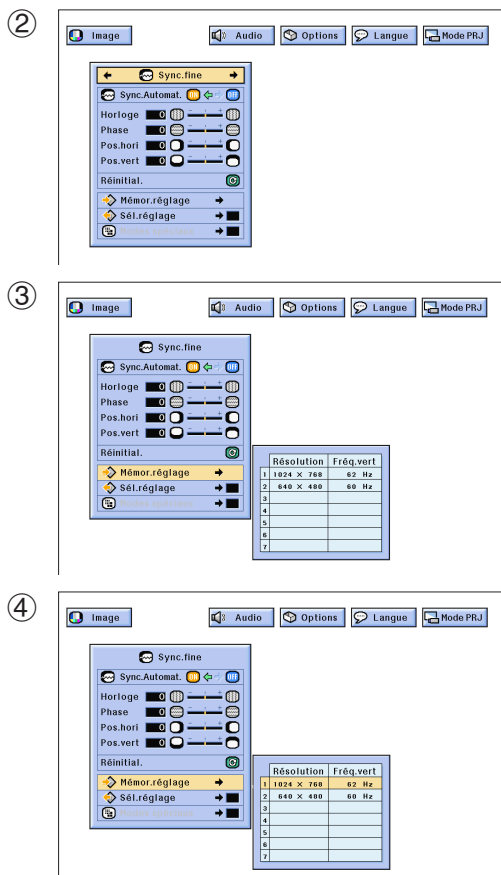 ②
Image Audio Options Langue Mode PRJ
Sync.fine
Sync.Automat. ON OFF
Horloge 0 - +
Phase 0 - +
Pos.hori 0 - +
Pos.vert 0 - +
Réinitial.
Mémor.réglage
Sél.réglage
③
Image Audio Options Langue Mode PRJ
Sync.fine
Sync.Automat. ON OFF
Horloge 0 - +
Phase 0 - +
Pos.hori 0 - +
Pos.vert 0 - +
Réinitial.
Mémor.réglage
Sél.réglage
Résolution Fréq.vert
1 1024 × 768 62 Hz
2 640 × 480 60 Hz
3
4
5
6
7
④
Image Audio Options Langue Mode PRJ
Sync.fine
Sync.Automat. ON OFF
Horloge 0 - +
Phase 0 - +
Pos.hori 0 - +
Pos.vert 0 - +
Réinitial.
Mémor.réglage
Sél.réglage
Résolution Fréq.vert
1 1024 × 768 62 Hz
2 640 × 480 60 Hz
3
4
5
6
7